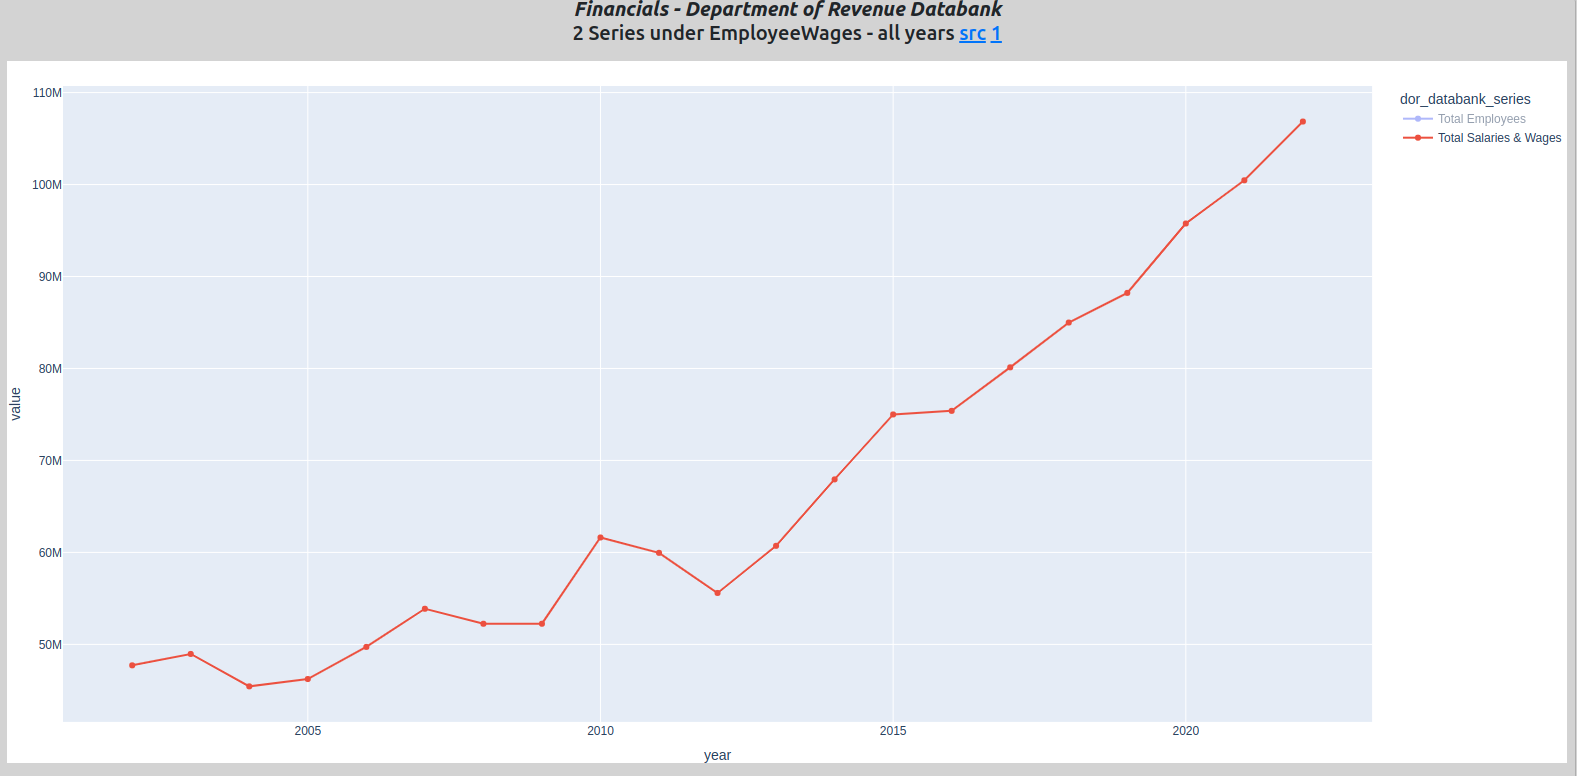 Financials - Department of Revenue Databank
2 Series under EmployeeWages - all years src 1
110M
100M
90M
80M
70M
60M
50M
value
2005
2010
2015
2020
year
dor_databank_series
Total Employees
Total Salaries & Wages